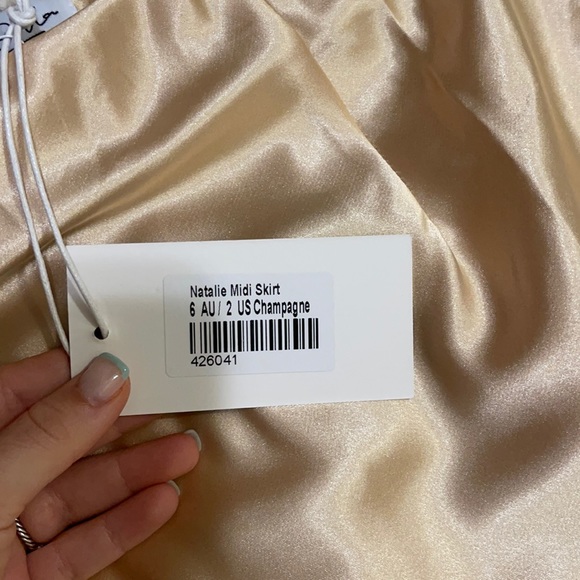 Natalie Midi Skirt
6 AU / 2 US Champagne
426041